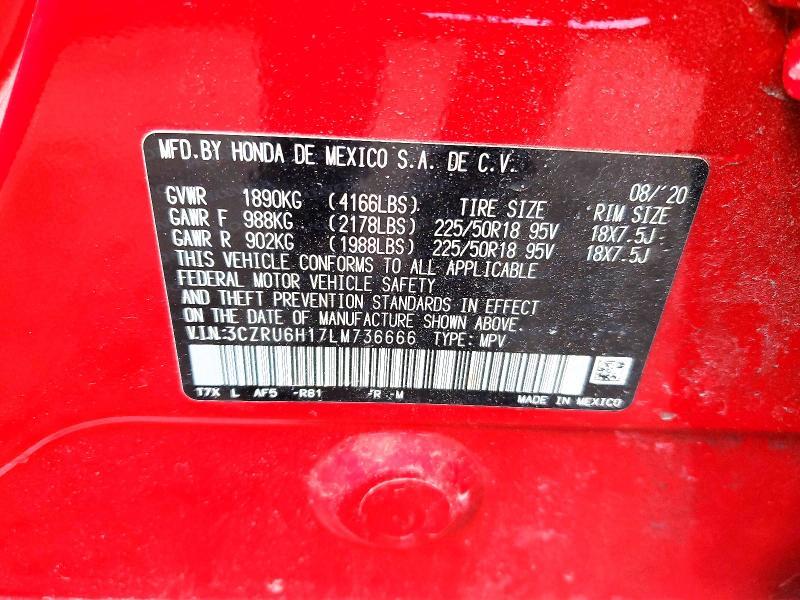 MFD.BY HONDA DE MEXICO S.A. DE C.V.
08/'20
GVWR 1890KG (4166LBS) TIRE SIZE RIM SIZE
GAWR F 988KG (2178LBS) 225/50R18 95V 18X7.5J
GAWR R 902KG (1988LBS) 225/50R18 95V 18X7.5J
THIS VEHICLE CONFORMS TO ALL APPLICABLE
FEDERAL MOTOR VEHICLE SAFETY
AND THEFT PREVENTION STANDARDS IN EFFECT
ON THE DATE OF MANUFACTURE SHOWN ABOVE.
V.I.N:3CZRU6H17LM736666 TYPE: MPV
T7X L AF5 -R81 -R -M MADE IN MEXICO